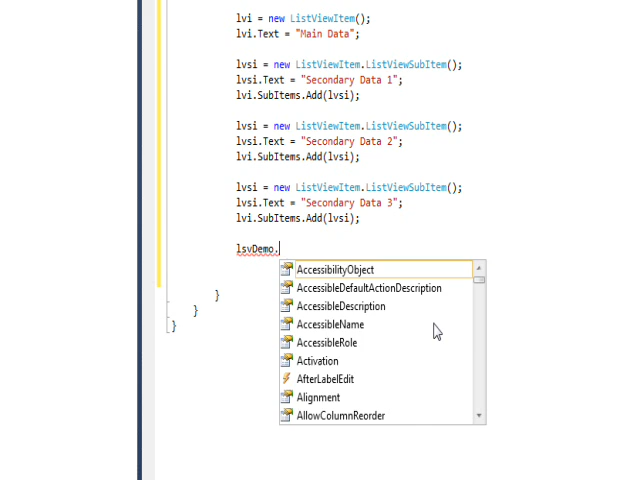 lvi = new ListViewItem();
lvi.Text = "Main Data";
lvsi = new ListViewItem.ListViewSubItem();
lvsi.Text = "Secondary Data 1";
lvi.SubItems.Add(lvsi);
lvsi = new ListViewItem.ListViewSubItem();
lvsi.Text = "Secondary Data 2";
lvi.SubItems.Add(lvsi);
lvsi = new ListViewItem.ListViewSubItem();
lvsi.Text = "Secondary Data 3";
lvi.SubItems.Add(lvsi);
lsvDemo.
AccessibilityObject
AccessibleDefaultActionDescription
AccessibleDescription
AccessibleName
AccessibleRole
Activation
AfterLabelEdit
Alignment
AllowColumnReorder
}
}
}